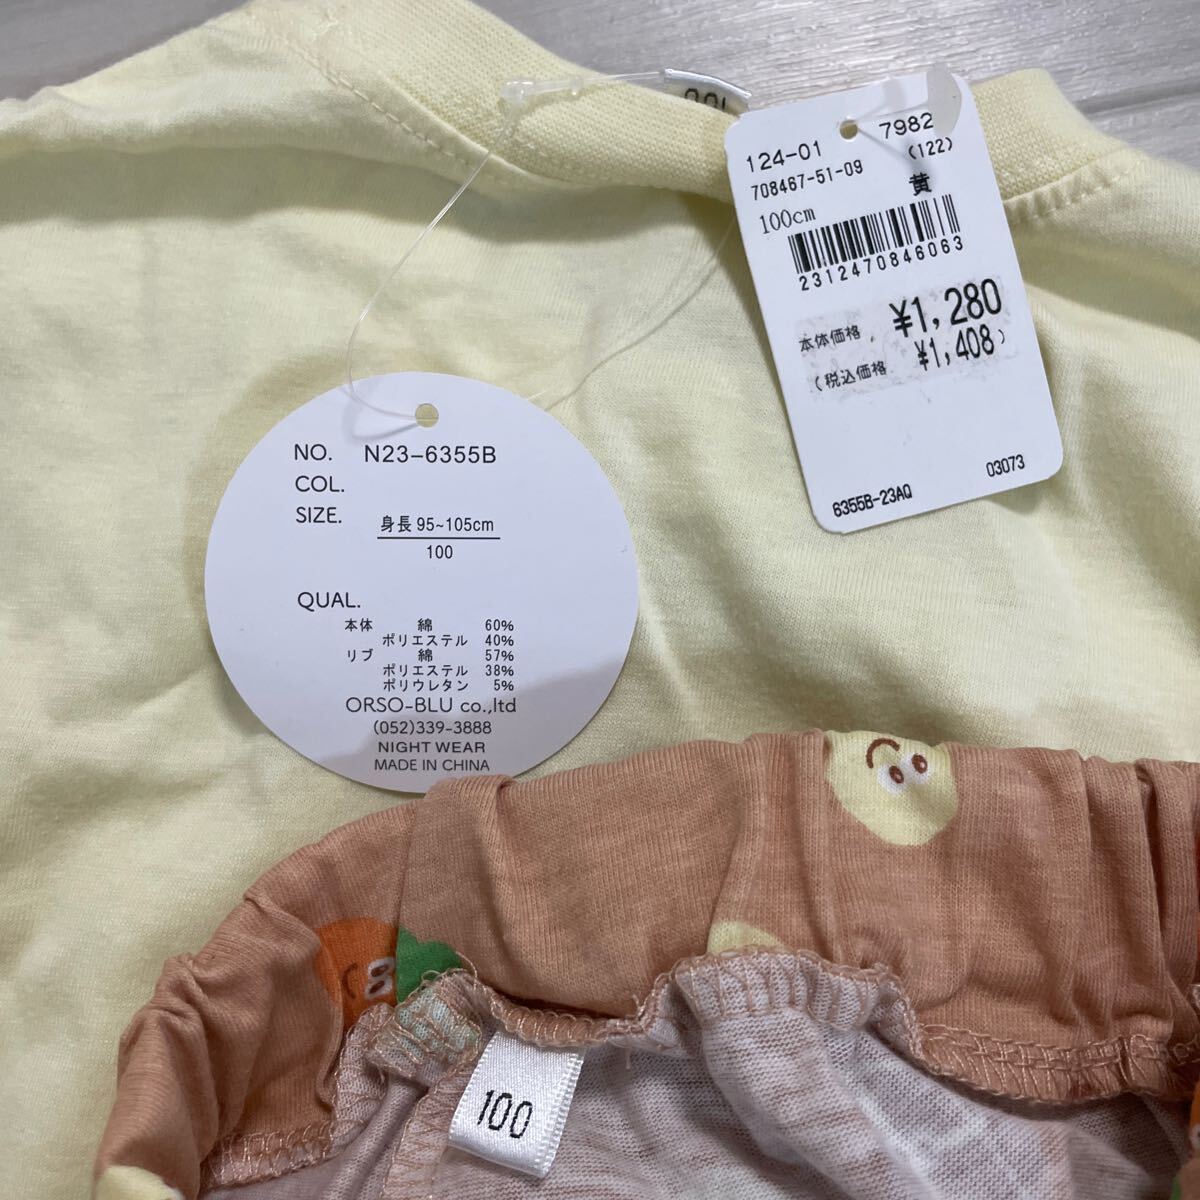 124-01 7982
708467-51-09 (122)
100cm 黄
2312470846063
本体価格 ¥1,280
(税込価格 ¥1,408)
6355B-23AQ 03073
NO. N23-6355B
COL.
SIZE. 身長95~105cm
100
QUAL.
本体 綿 60%
ポリエステル 40%
リブ 綿 57%
ポリエステル 38%
ポリウレタン 5%
ORSO-BLU co.,ltd
(052)339-3888
NIGHT WEAR
MADE IN CHINA
100